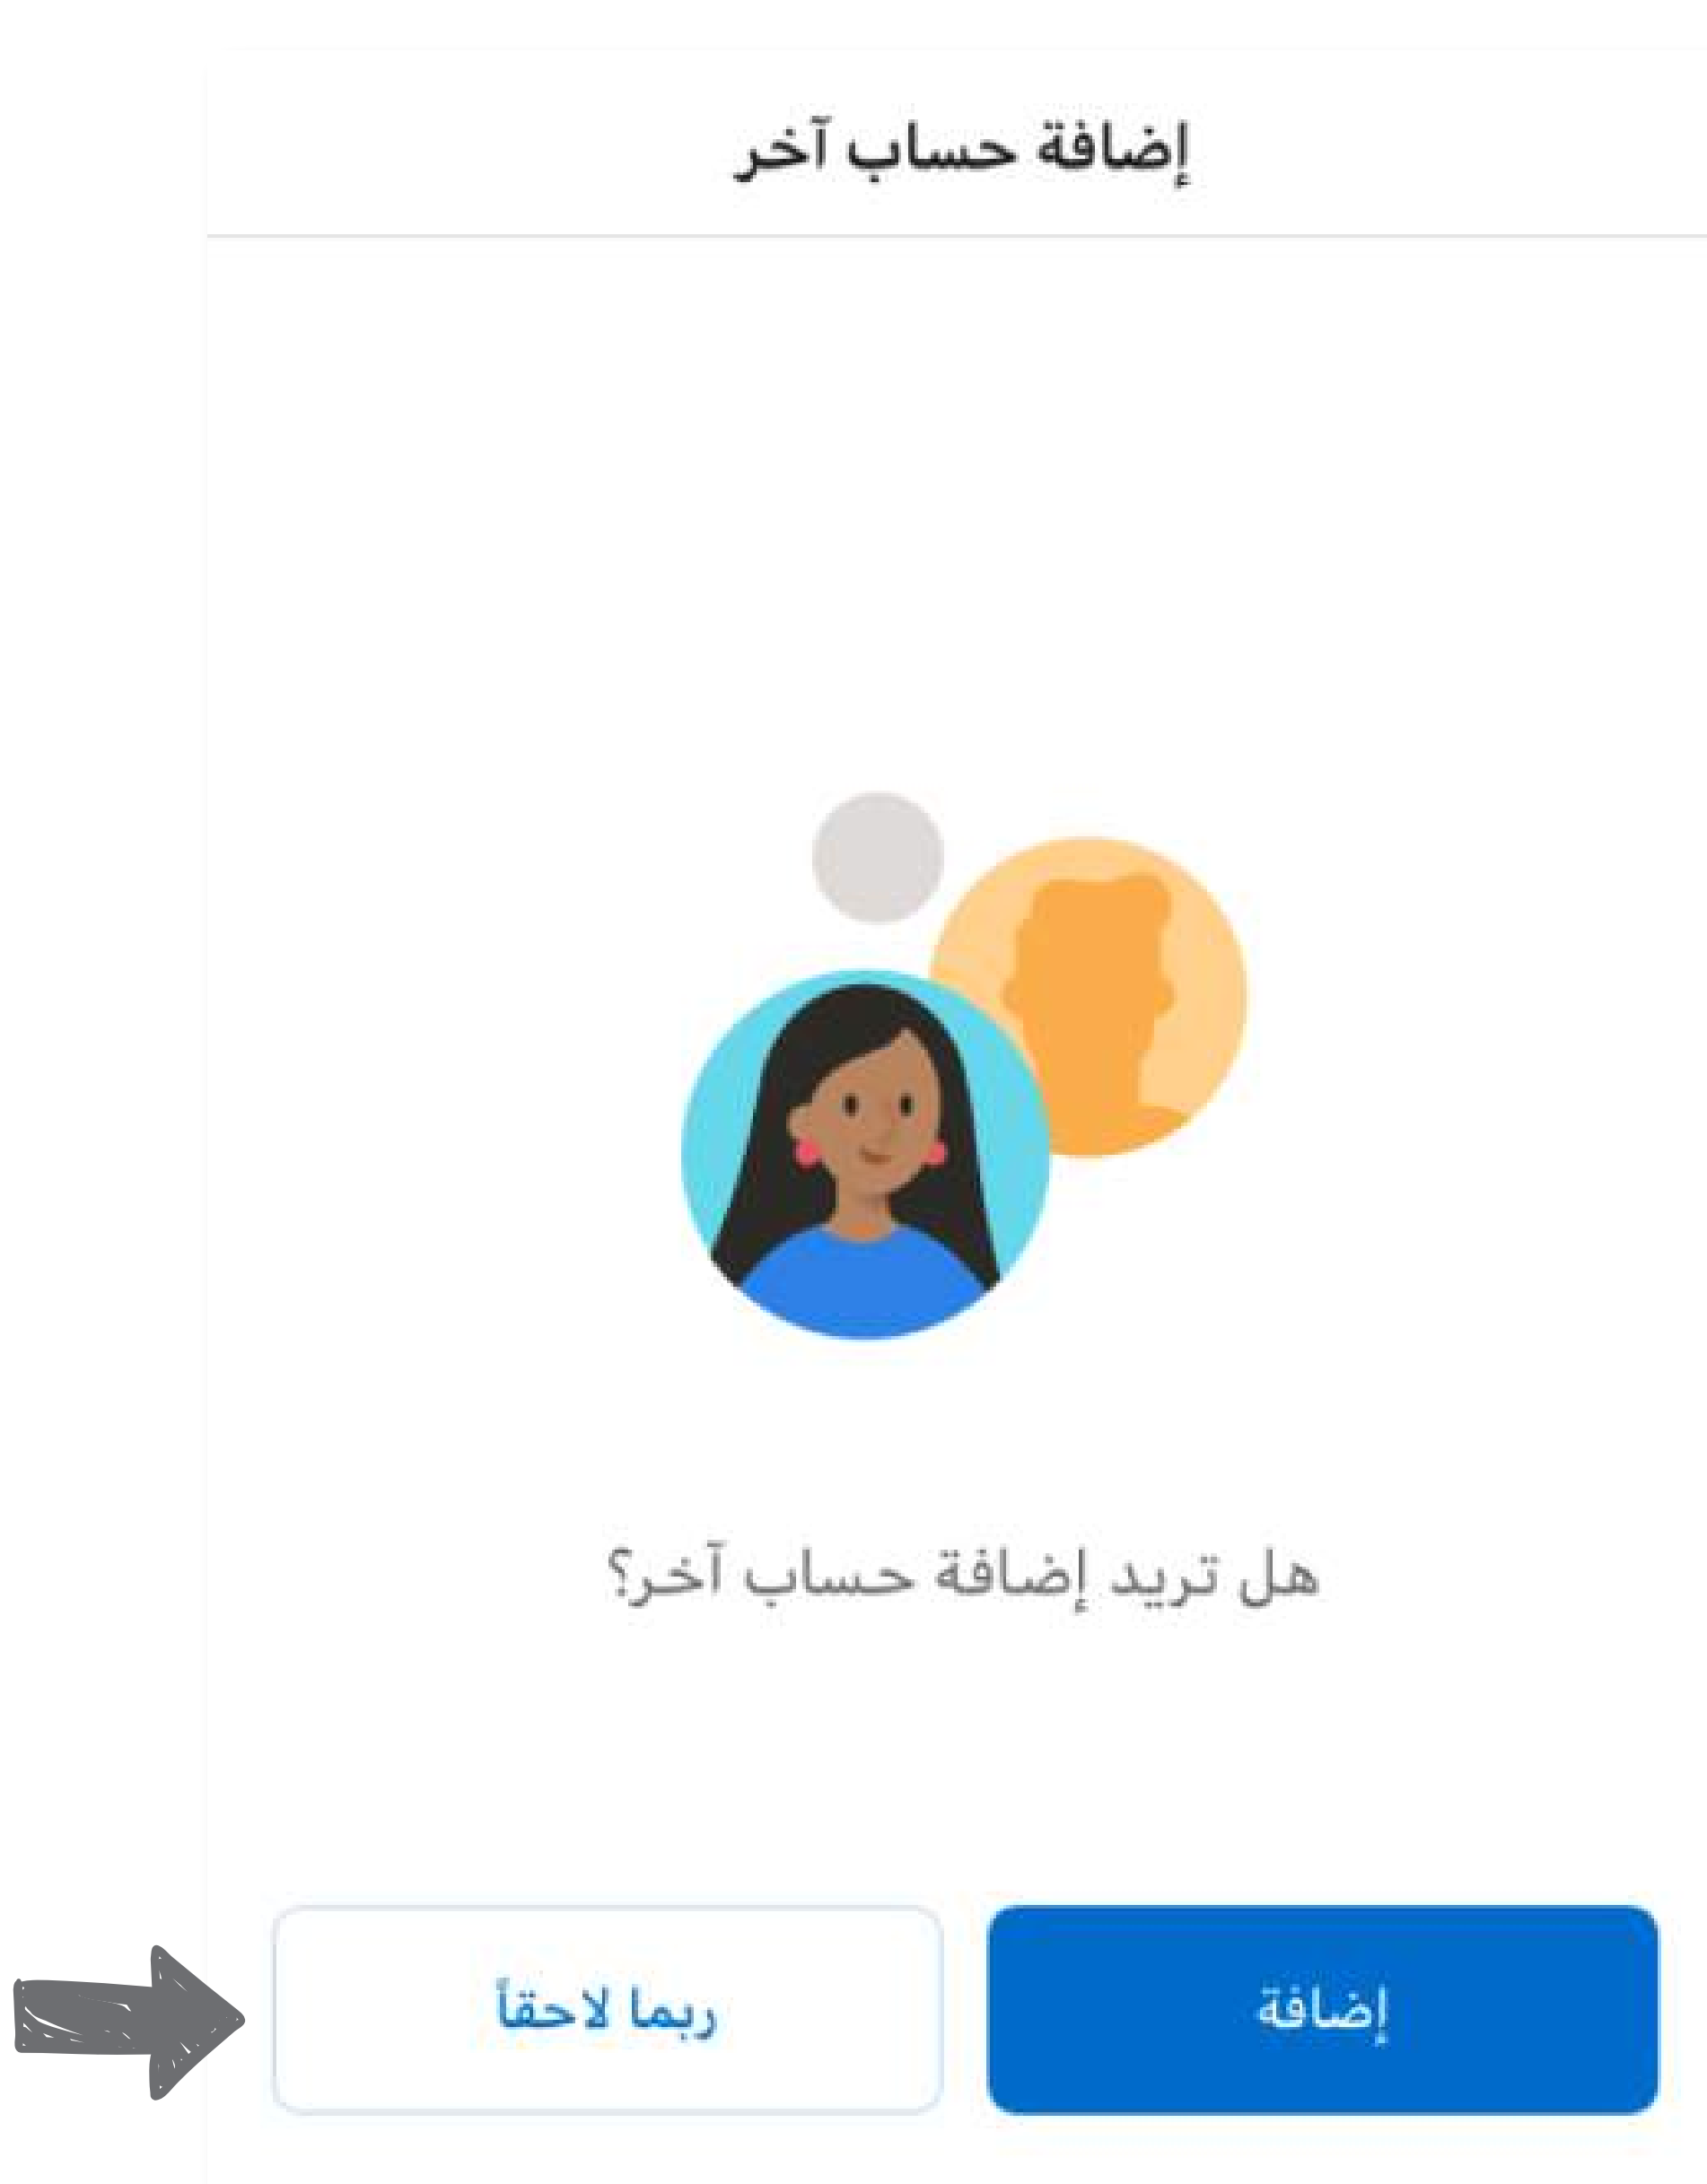 إضافة حساب آخر
هل تريد إضافة حساب آخر؟
إضافة
ربما لاحقاً